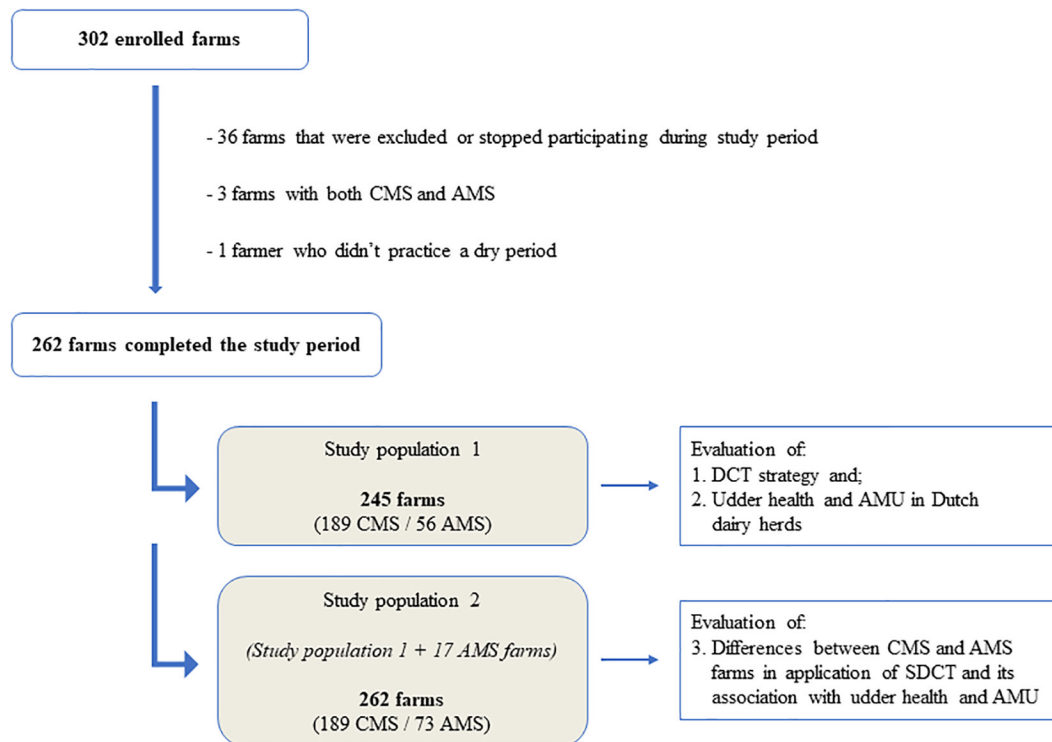 302 enrolled farms
- 36 farms that were excluded or stopped participating during study period
- 3 farms with both CMS and AMS
- 1 farmer who didn’t practice a dry period
262 farms completed the study period
Study population 1
245 farms
(189 CMS / 56 AMS)
Evaluation of:
1. DCT strategy and;
2. Udder health and AMU in Dutch
dairy herds
Study population 2
(Study population 1 + 17 AMS farms)
262 farms
(189 CMS / 73 AMS)
Evaluation of:
3. Differences between CMS and AMS
farms in application of SDCT and its
association with udder health and AMU